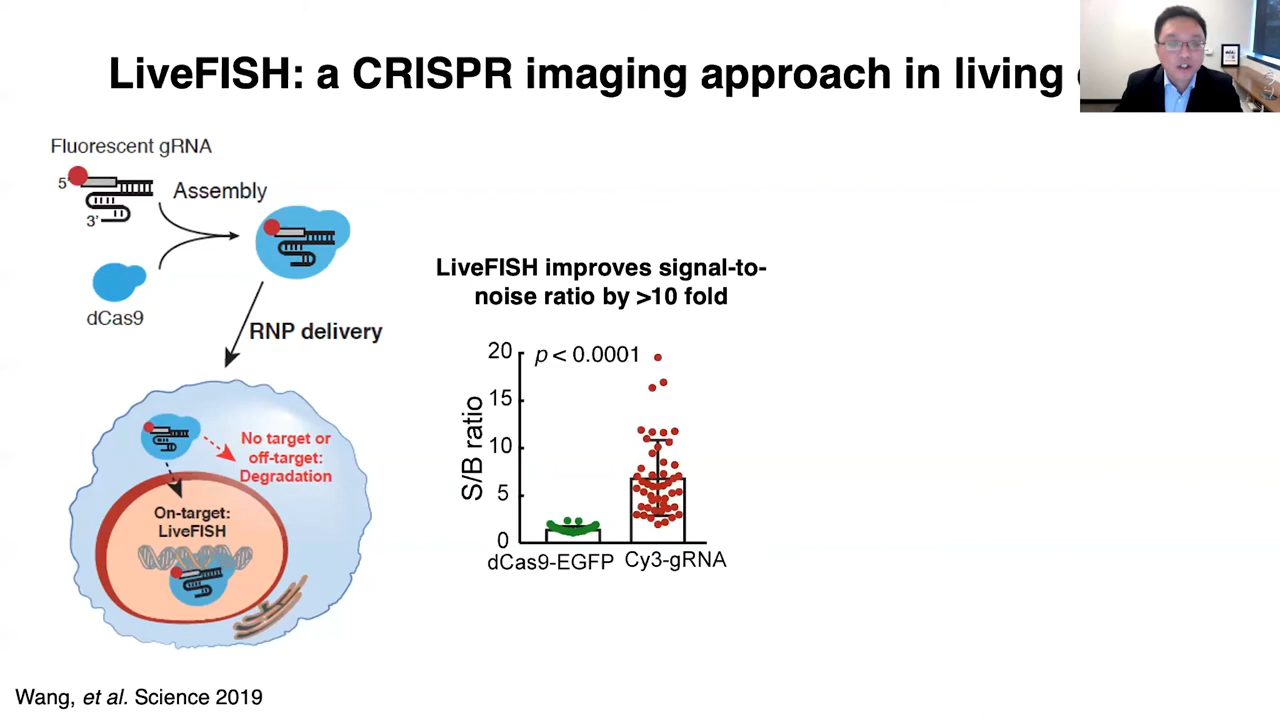 LiveFISH: a CRISPR imaging approach in living
Fluorescent gRNA
5'
Assembly
3'
dCas9
RNP delivery
No target or
off-target:
Degradation
On-target:
LiveFISH
LiveFISH improves signal-to-
noise ratio by >10 fold
p < 0.0001
S/B ratio
20
15
10
5
0
dCas9-EGFP
Cy3-gRNA
Wang, et al. Science 2019